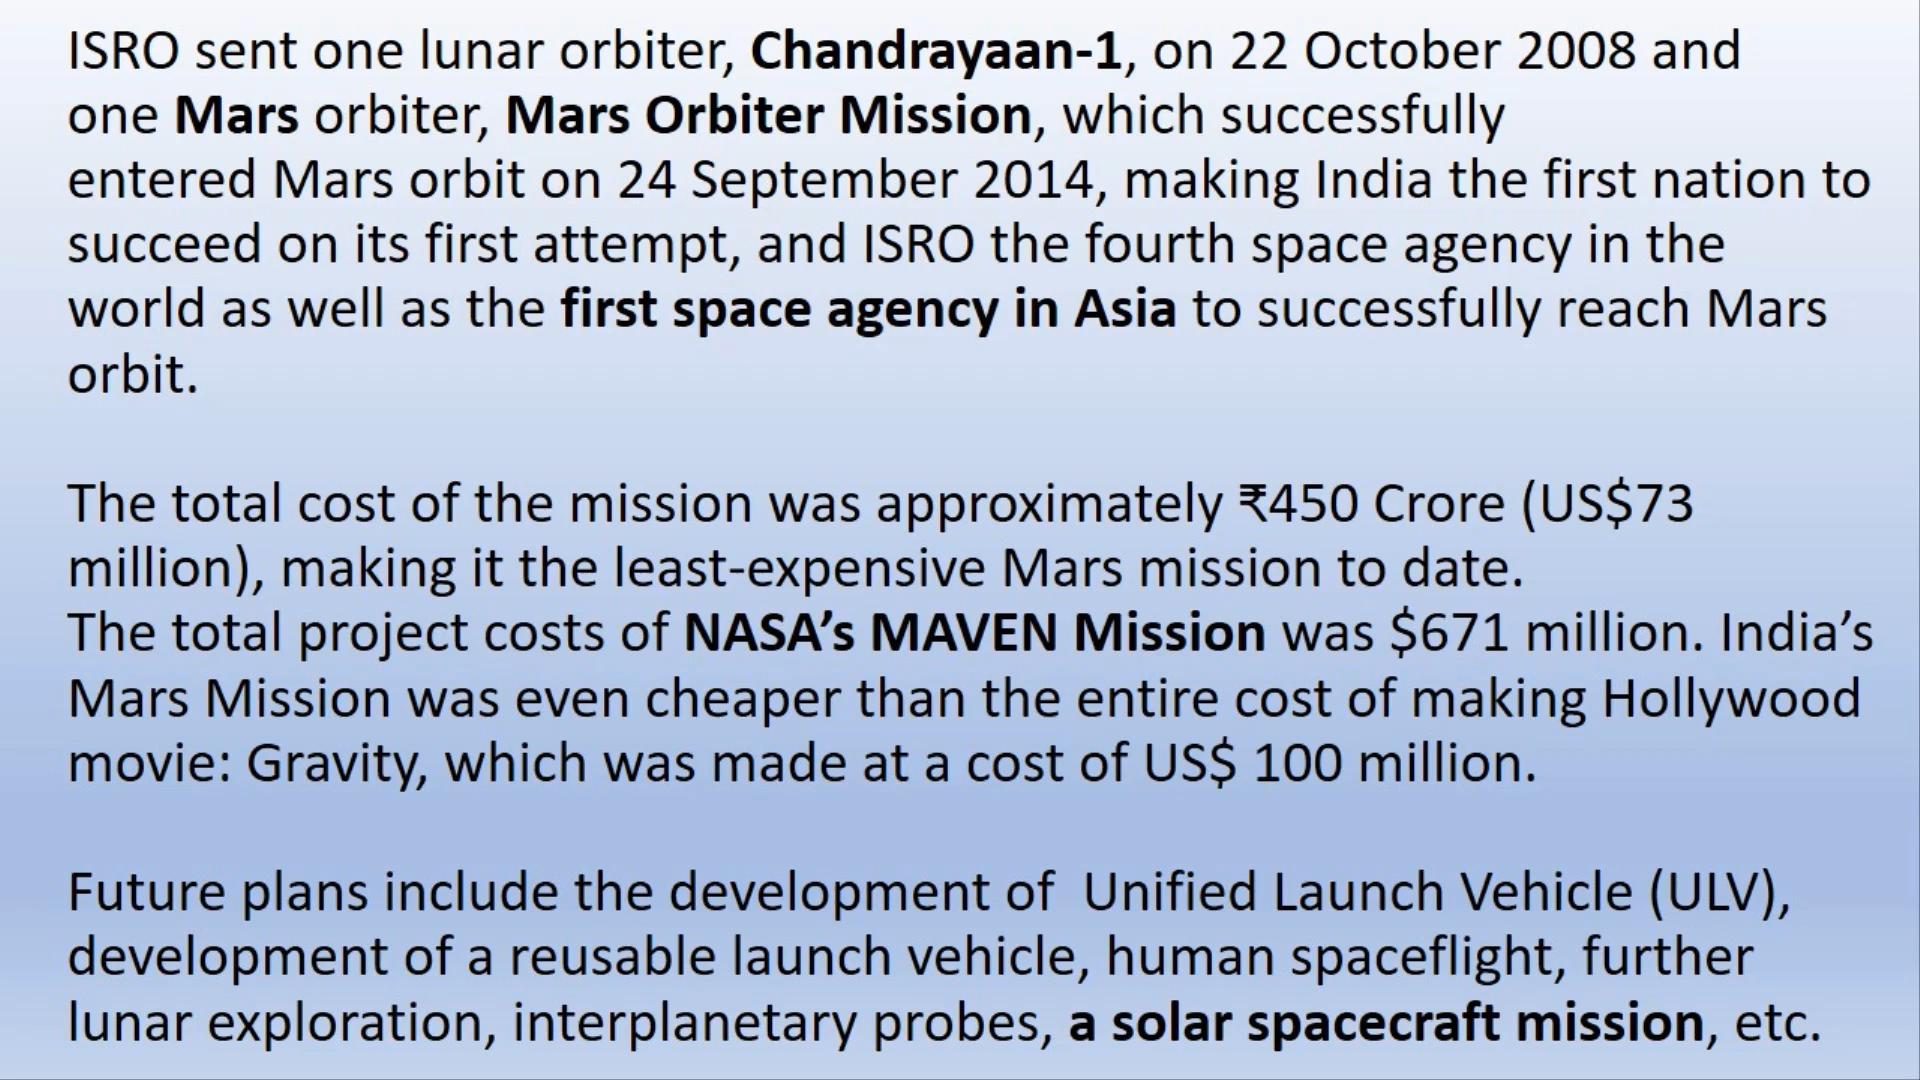 ISRO sent one lunar orbiter, Chandrayaan-1, on 22 October 2008 and
one Mars orbiter, Mars Orbiter Mission, which successfully
entered Mars orbit on 24 September 2014, making India the first nation to
succeed on its first attempt, and ISRO the fourth space agency in the
world as well as the first space agency in Asia to successfully reach Mars
orbit.
The total cost of the mission was approximately ₹450 Crore (US$73
million), making it the least-expensive Mars mission to date.
The total project costs of NASA’s MAVEN Mission was $671 million. India’s
Mars Mission was even cheaper than the entire cost of making Hollywood
movie: Gravity, which was made at a cost of US$ 100 million.
Future plans include the development of  Unified Launch Vehicle (ULV),
development of a reusable launch vehicle, human spaceflight, further
lunar exploration, interplanetary probes, a solar spacecraft mission, etc.